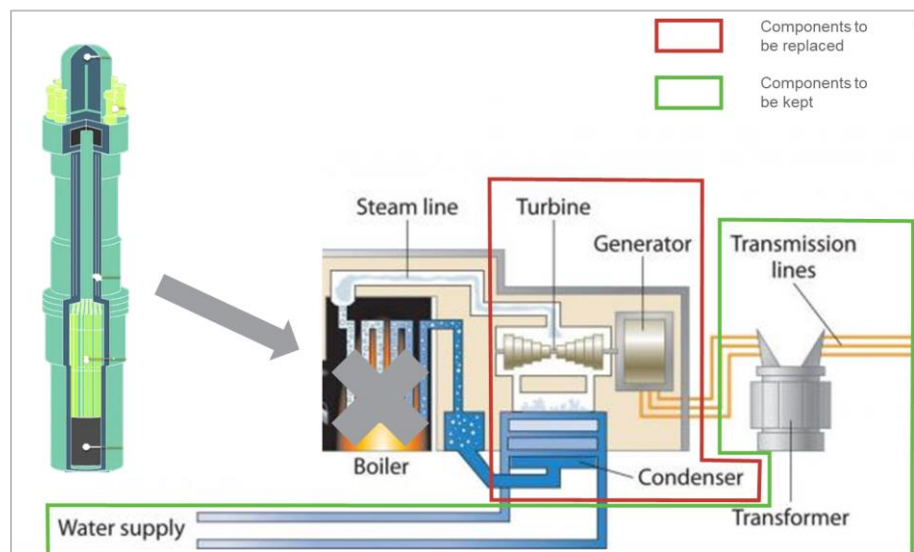 Components to
be replaced
Components to
be kept
Steam line
Turbine
Generator
Transmission
lines
Boiler
Condenser
Transformer
Water supply